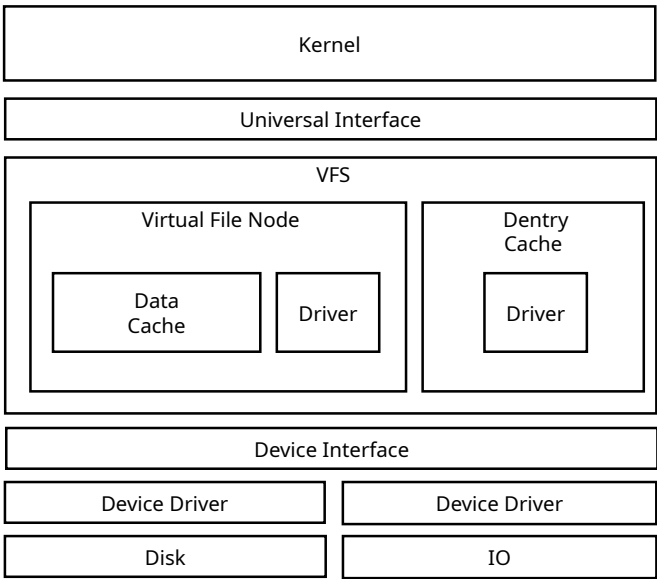 Kernel
Universal Interface
VFS
Virtual File Node
Data
Cache
Driver
Dentry
Cache
Driver
Device Interface
Device Driver
Device Driver
Disk
IO